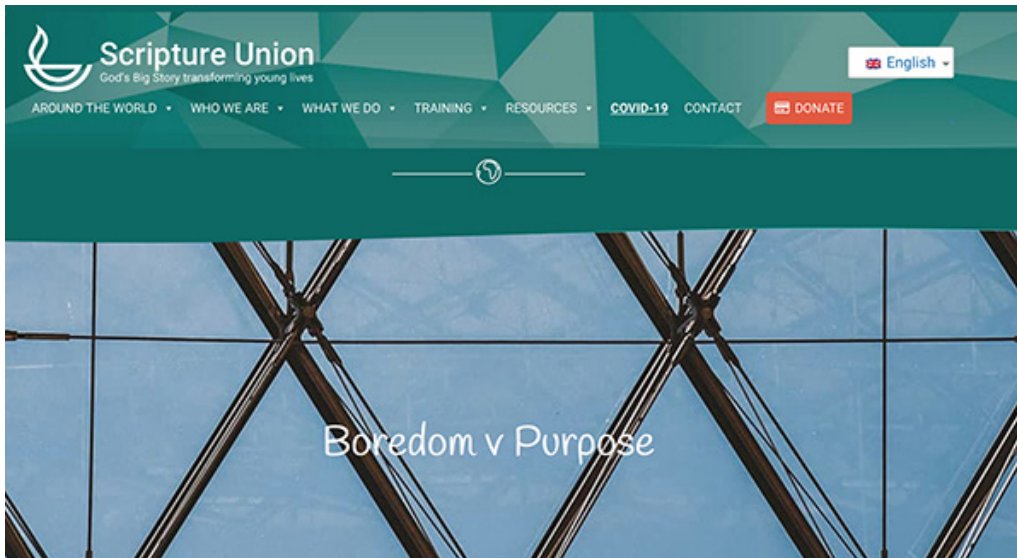 Scripture Union
God's Big Story transforming young lives
English
AROUND THE WORLD WHO WE ARE WHAT WE DO TRAINING RESOURCES COVID-19 CONTACT DONATE
Boredom v Purpose